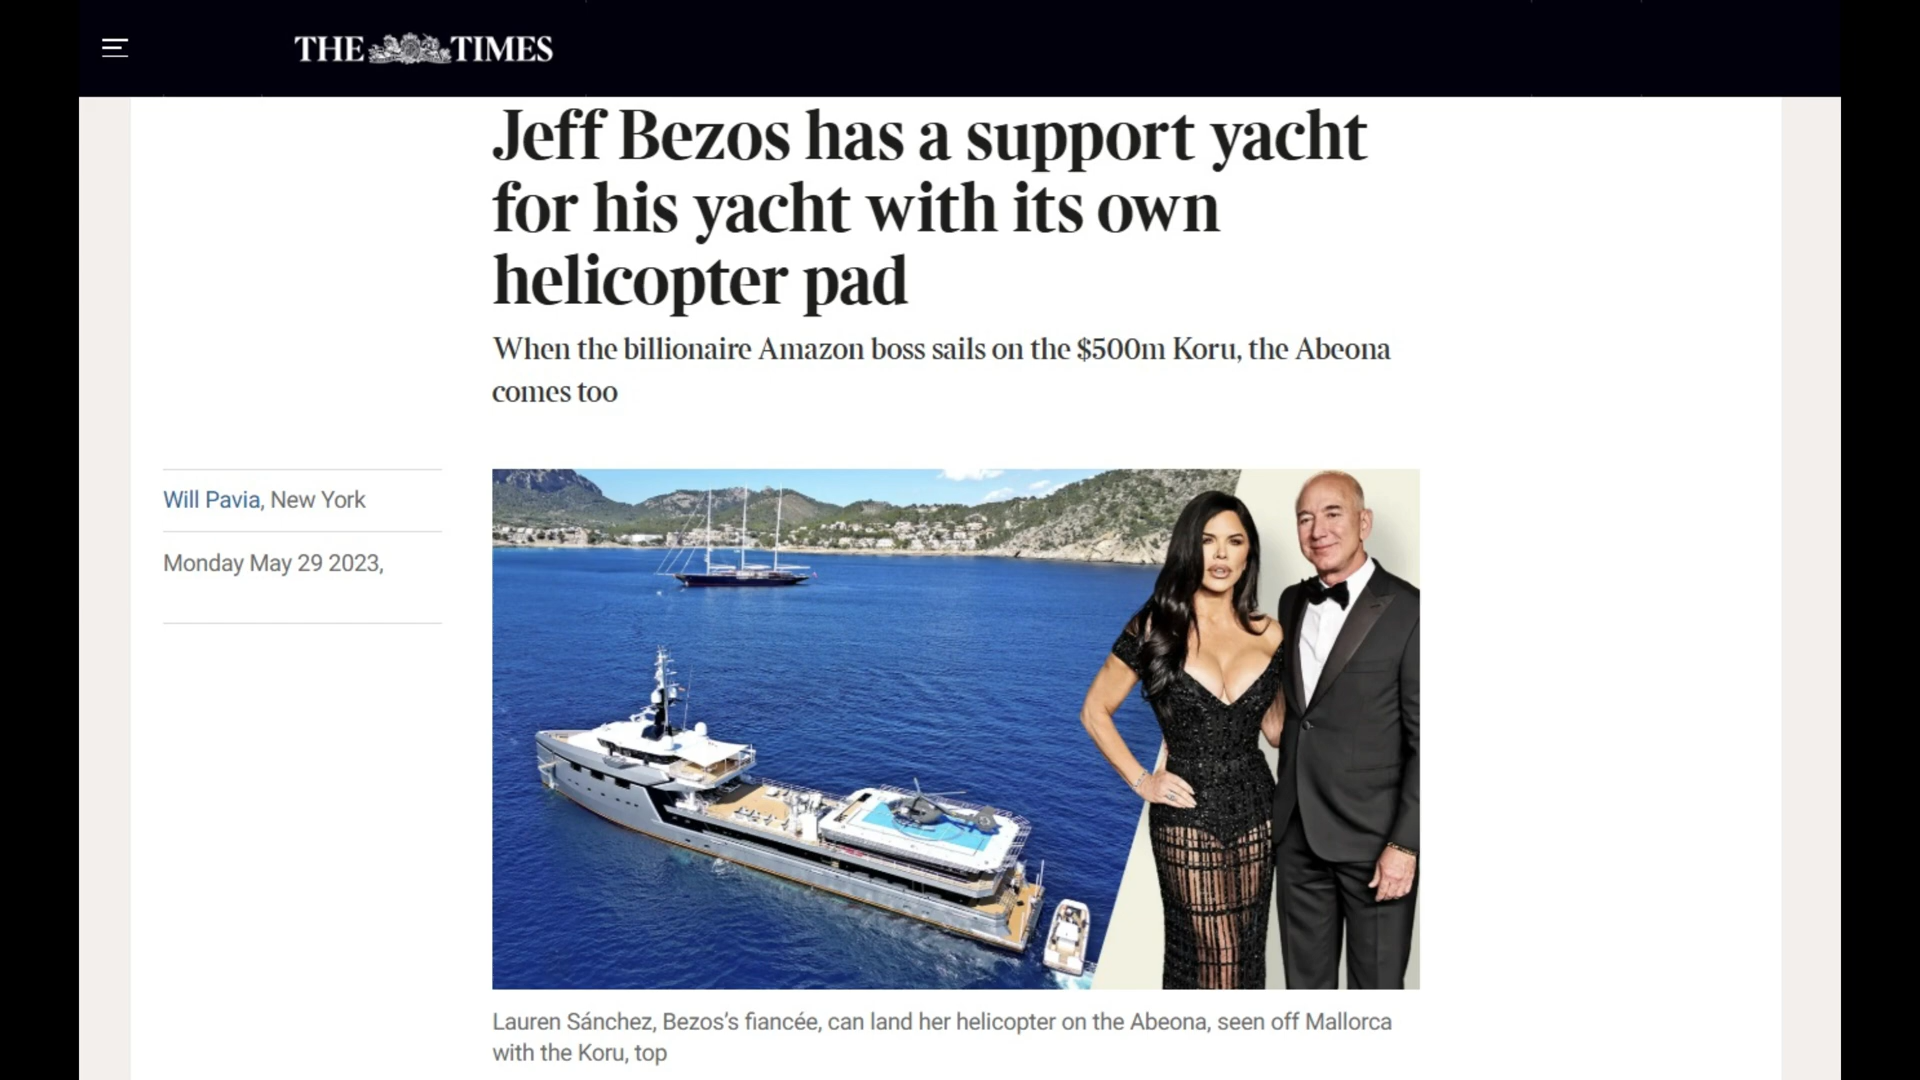 THE TIMES
Jeff Bezos has a support yacht
for his yacht with its own
helicopter pad
When the billionaire Amazon boss sails on the $500m Koru, the Abeona
comes too
Will Pavia, New York
Monday May 29 2023,
Lauren Sánchez, Bezos’s fiancée, can land her helicopter on the Abeona, seen off Mallorca
with the Koru, top